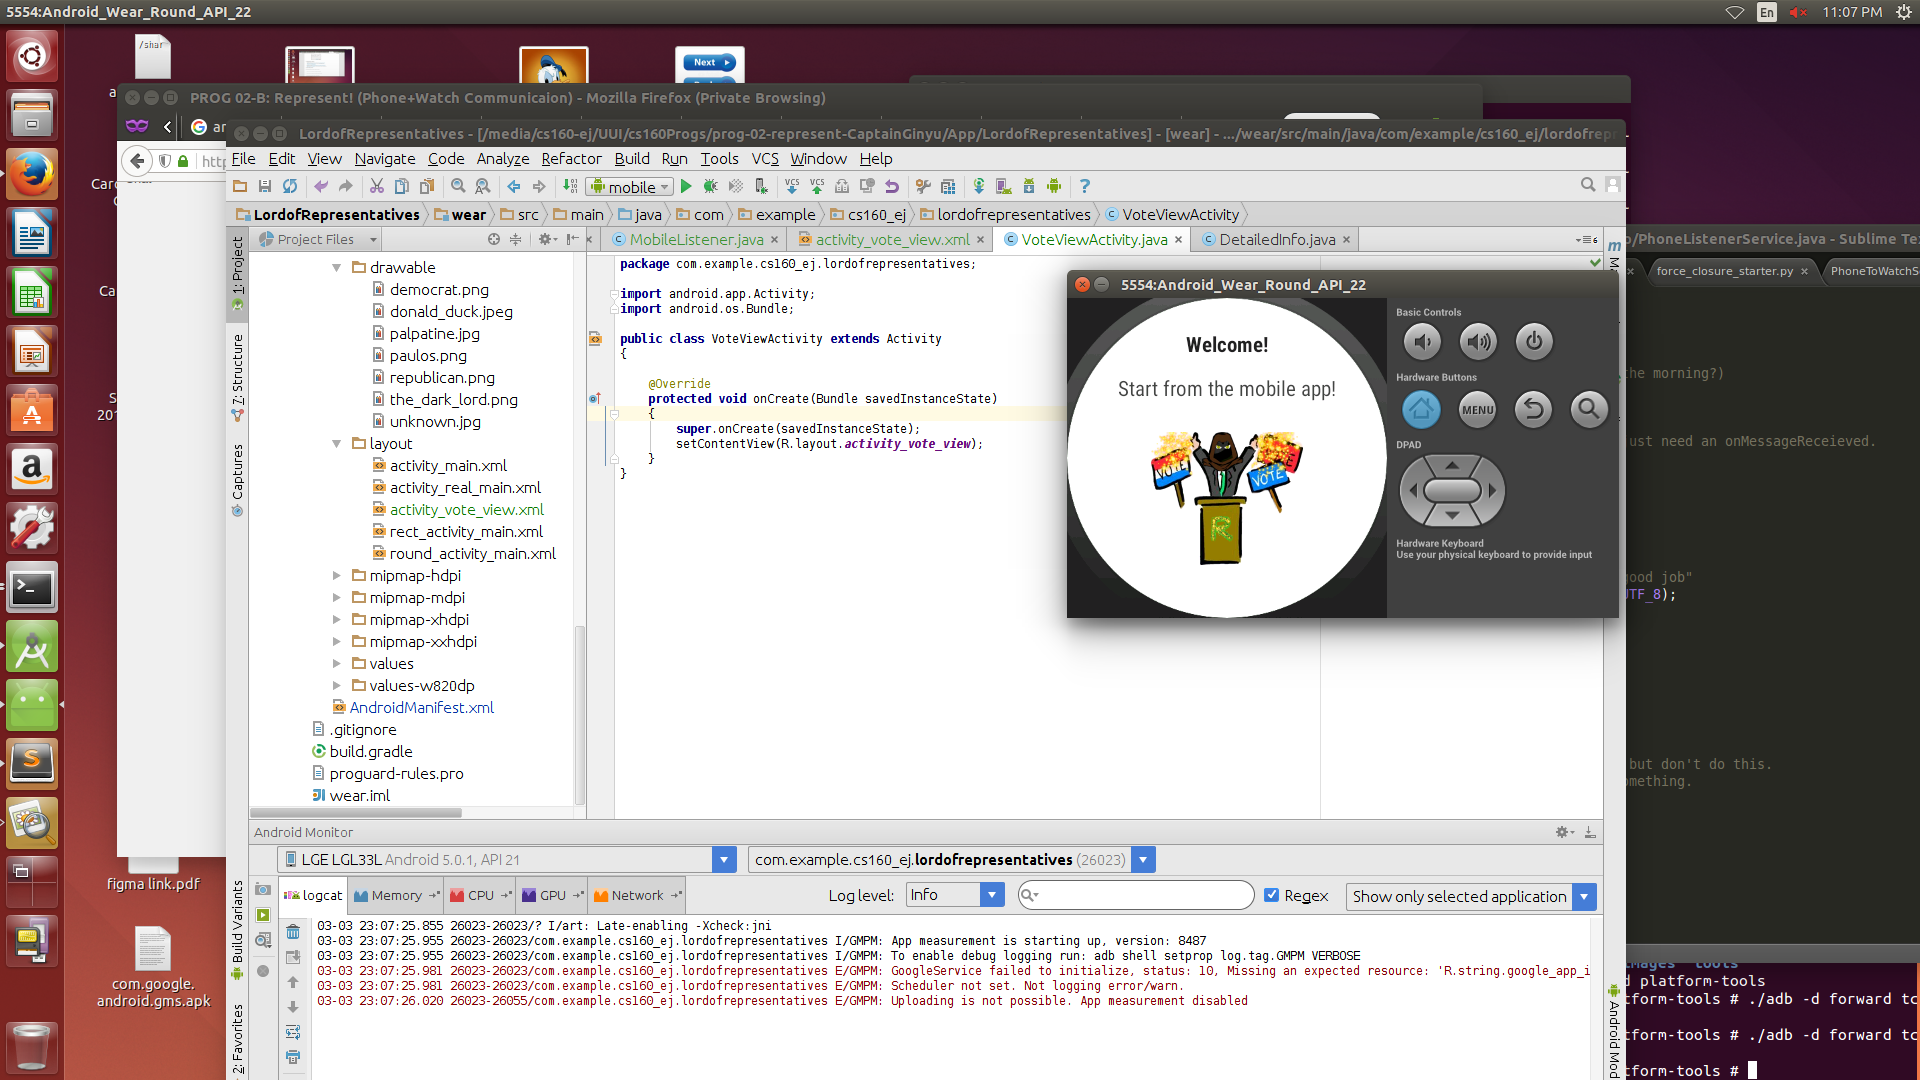 5554:Android_Wear_Round_API_22
En
11:07 PM
/shar
Next
PROG 02-B: Represent! (Phone+Watch Communicaion) - Mozilla Firefox (Private Browsing)
LordofRepresentatives - [/media/cs160-ej/UUI/cs160Progs/prog-02-represent-CaptainGinyu/App/LordofRepresentatives] - [wear] - .../wear/src/main/java/com/example/cs160_ej/lordofrepr
File Edit View Navigate Code Analyze Refactor Build Run Tools VCS Window Help
mobile
LordofRepresentatives wear src main java com example cs160_ej lordofrepresentatives VoteViewActivity
Project Files
MobileListener.java activity_vote_view.xml VoteViewActivity.java DetailedInfo.java
1: Project
7: Structure
Captures
Build Variants
2: Favorites
drawable
democrat.png
donald_duck.jpeg
palpatine.jpg
paulos.png
republican.png
the_dark_lord.png
unknown.jpg
layout
activity_main.xml
activity_real_main.xml
activity_vote_view.xml
rect_activity_main.xml
round_activity_main.xml
mipmap-hdpi
mipmap-mdpi
mipmap-xhdpi
mipmap-xxhdpi
values
values-w820dp
AndroidManifest.xml
.gitignore
build.gradle
proguard-rules.pro
wear.iml
package com.example.cs160_ej.lordofrepresentatives;
import android.app.Activity;
import android.os.Bundle;
public class VoteViewActivity extends Activity
{
@Override
protected void onCreate(Bundle savedInstanceState)
{
super.onCreate(savedInstanceState);
setContentView(R.layout.activity_vote_view);
}
}
5554:Android_Wear_Round_API_22
Welcome!
Start from the mobile app!
VOTE
VOTE
R
Basic Controls
Hardware Buttons
MENU
DPAD
Hardware Keyboard
Use your physical keyboard to provide input
o/PhoneListenerService.java - Sublime Te
force_closure_starter.py PhoneToWatchS
the morning?)
ust need an onMessageReceieved.
good job"
UTF_8);
but don't do this.
omething.
Android Monitor
LGE LGL33L Android 5.0.1, API 21
com.example.cs160_ej.lordofrepresentatives (26023)
logcat Memory CPU GPU Network
Log level: Info
Regex
Show only selected application
03-03 23:07:25.855 26023-26023/? I/art: Late-enabling -Xcheck:jni
03-03 23:07:25.955 26023-26023/com.example.cs160_ej.lordofrepresentatives I/GMPM: App measurement is starting up, version: 8487
03-03 23:07:25.955 26023-26023/com.example.cs160_ej.lordofrepresentatives I/GMPM: To enable debug logging run: adb shell setprop log.tag.GMPM VERBOSE
03-03 23:07:25.981 26023-26023/com.example.cs160_ej.lordofrepresentatives E/GMPM: GoogleService failed to initialize, status: 10, Missing an expected resource: 'R.string.google_app_i
03-03 23:07:25.981 26023-26023/com.example.cs160_ej.lordofrepresentatives E/GMPM: Scheduler not set. Not logging error/warn.
03-03 23:07:26.020 26023-26055/com.example.cs160_ej.lordofrepresentatives E/GMPM: Uploading is not possible. App measurement disabled
figma link.pdf
com.google.
android.gms.apk
images tools
d platform-tools
tform-tools # ./adb -d forward tc
tform-tools # ./adb -d forward tc
tform-tools #
Android Mod